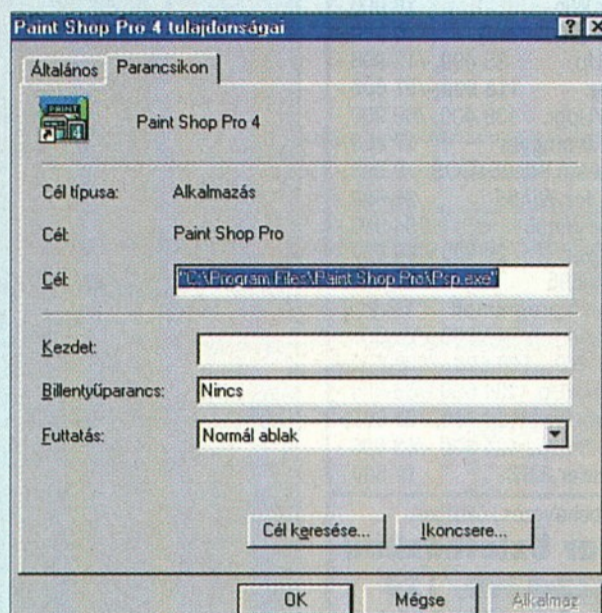 Paint Shop Pro 4 tulajdonságai
Általános Parancsikon
PAINT
4
Paint Shop Pro 4
Cél típusa: Alkalmazás
Cél: Paint Shop Pro
Cél: "C:\Program Files\Paint Shop Pro\Psp.exe"
Kezdet:
Billentyűparancs: Nincs
Futtatás: Normál ablak
Cél keresése... Ikoncsere...
OK Mégse Alkalmaz